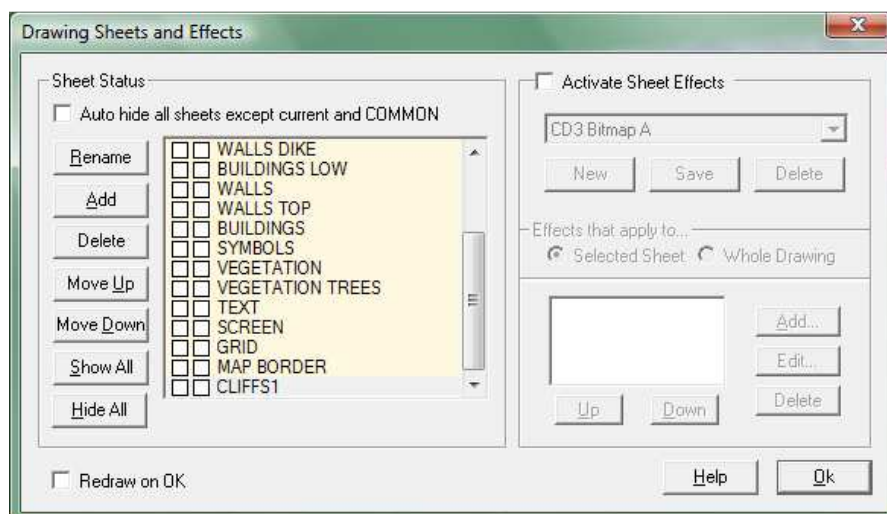 Drawing Sheets and Effects
Sheet Status
Auto hide all sheets except current and COMMON
Rename
Add
Delete
Move Up
Move Down
Show All
Hide All
WALLS DIKE
BUILDINGS LOW
WALLS
WALLS TOP
BUILDINGS
SYMBOLS
VEGETATION
VEGETATION TREES
TEXT
SCREEN
GRID
MAP BORDER
CLIFFS1
Redraw on OK
Activate Sheet Effects
CD3 Bitmap A
New Save Delete
Effects that apply to...
Selected Sheet Whole Drawing
Add...
Edit...
Delete
Up Down
Help Ok